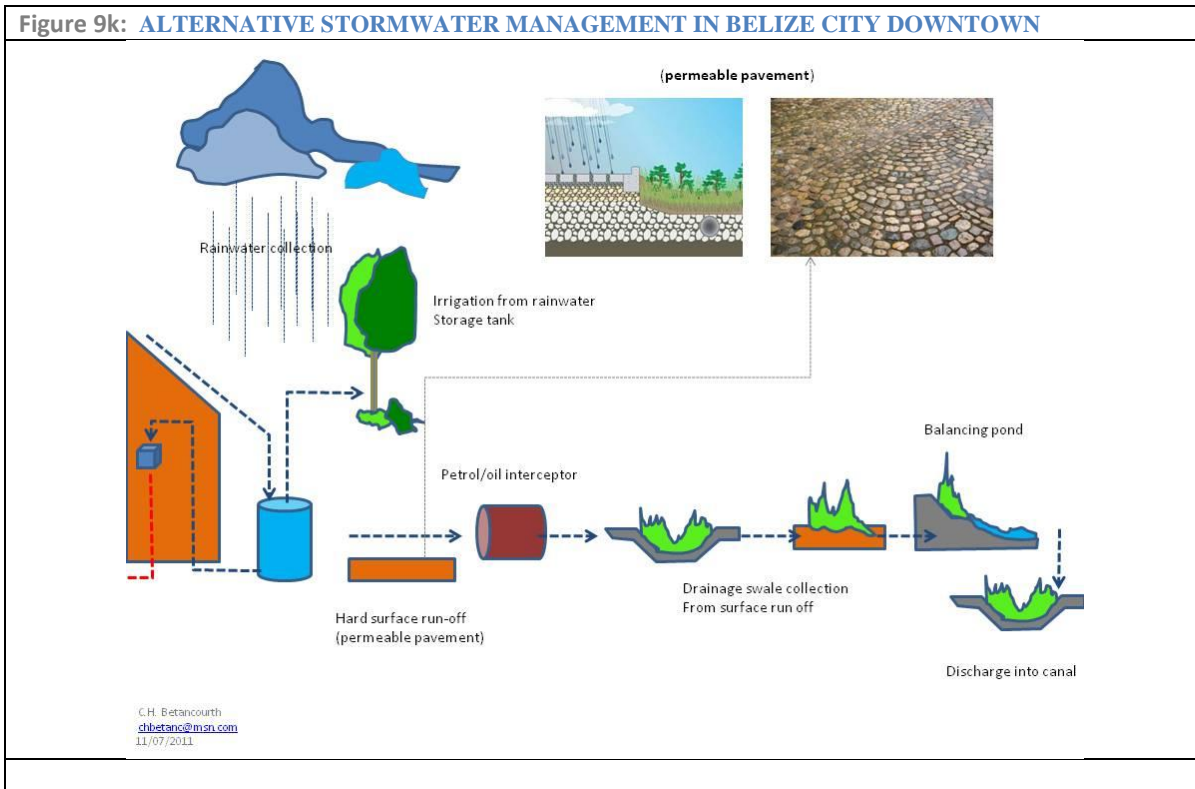 Figure 9k: ALTERNATIVE STORMWATER MANAGEMENT IN BELIZE CITY DOWNTOWN
(permeable pavement)
Rainwater collection
Irrigation from rainwater
Storage tank
Balancing pond
Petrol/oil interceptor
Drainage swale collection
From surface run off
Hard surface run-off
(permeable pavement)
Discharge into canal
C.H. Betancourth
chbetanc@msn.com
11/07/2011